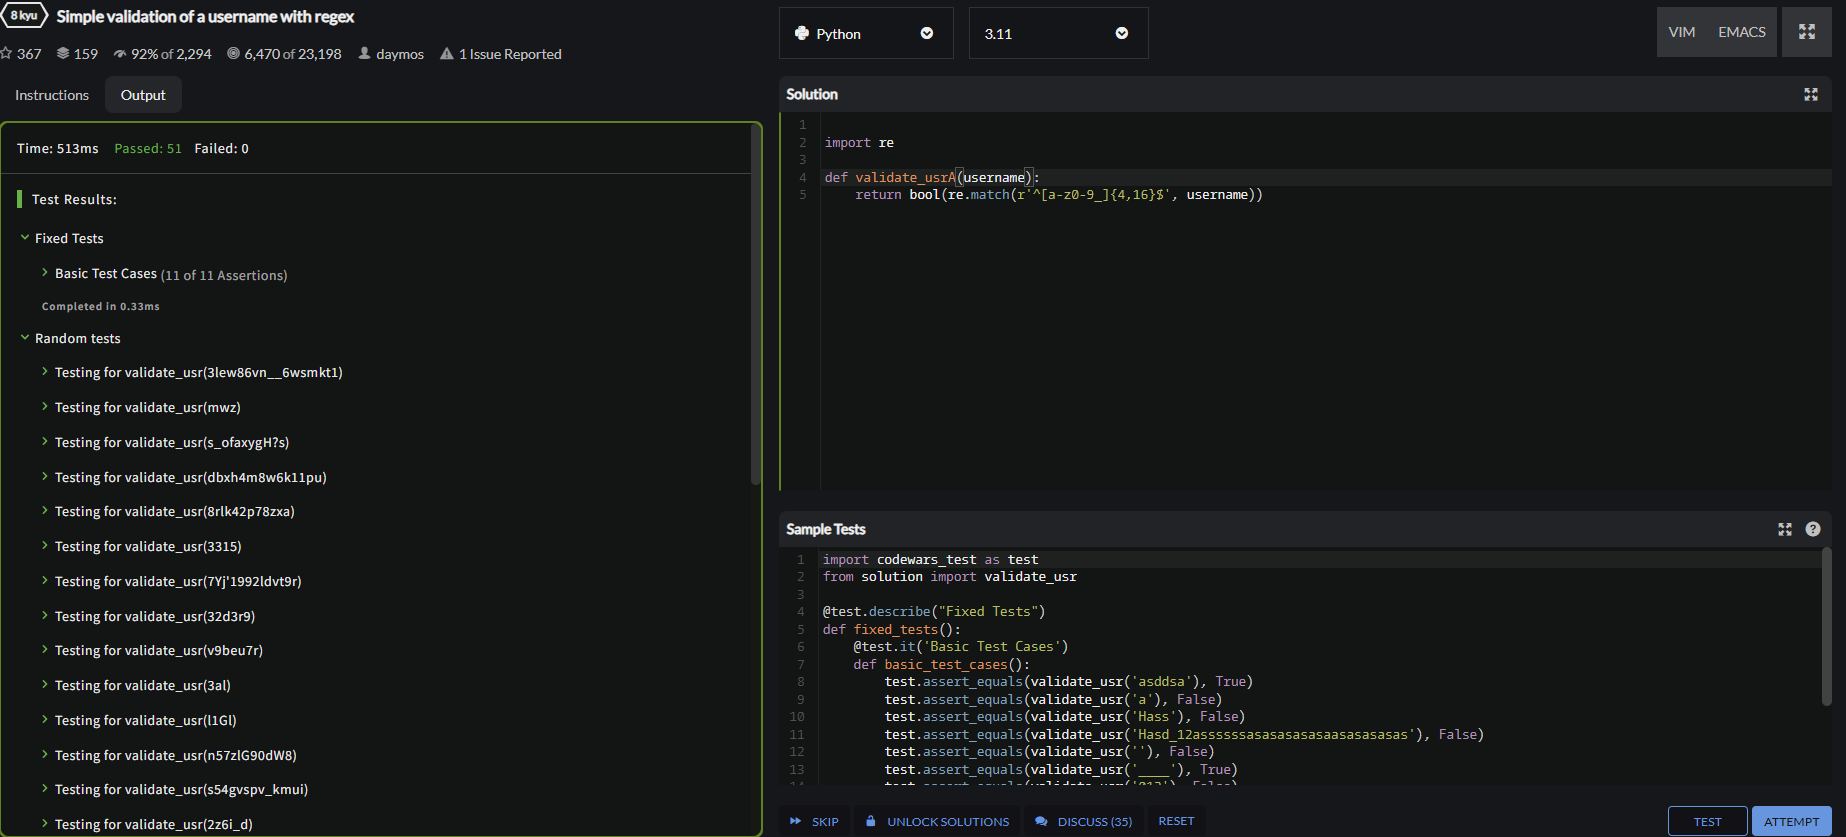 8 kyu Simple validation of a username with regex
367 159 92% of 2,294 6,470 of 23,198 daymos 1 Issue Reported
Instructions Output
Time: 513ms Passed: 51 Failed: 0
Test Results:
Fixed Tests
Basic Test Cases (11 of 11 Assertions)
Completed in 0.33ms
Random tests
Testing for validate_usr(3lew86vn__6wsmkt1)
Testing for validate_usr(mwz)
Testing for validate_usr(s_ofaxygH?s)
Testing for validate_usr(dbxh4m8w6k11pu)
Testing for validate_usr(8rlk42p78zxa)
Testing for validate_usr(3315)
Testing for validate_usr(7Yj'1992ldvt9r)
Testing for validate_usr(32d3r9)
Testing for validate_usr(v9beu7r)
Testing for validate_usr(3al)
Testing for validate_usr(l1Gl)
Testing for validate_usr(n57zlG90dW8)
Testing for validate_usr(s54gvspv_kmui)
Testing for validate_usr(2z6i_d)
Python 3.11 VIM EMACS
Solution
1
2 import re
3
4 def validate_usrA(username):
5 return bool(re.match(r'^[a-z0-9_]{4,16}$', username))
Sample Tests
1 import codewars_test as test
2 from solution import validate_usr
3
4 @test.describe("Fixed Tests")
5 def fixed_tests():
6 @test.it('Basic Test Cases')
7 def basic_test_cases():
8 test.assert_equals(validate_usr('asddsa'), True)
9 test.assert_equals(validate_usr('a'), False)
10 test.assert_equals(validate_usr('Hass'), False)
11 test.assert_equals(validate_usr('Hasd_12assssssasasasasasaasasasasas'), False)
12 test.assert_equals(validate_usr(''), False)
13 test.assert_equals(validate_usr('____'), True)
SKIP UNLOCK SOLUTIONS DISCUSS (35) RESET TEST ATTEMPT